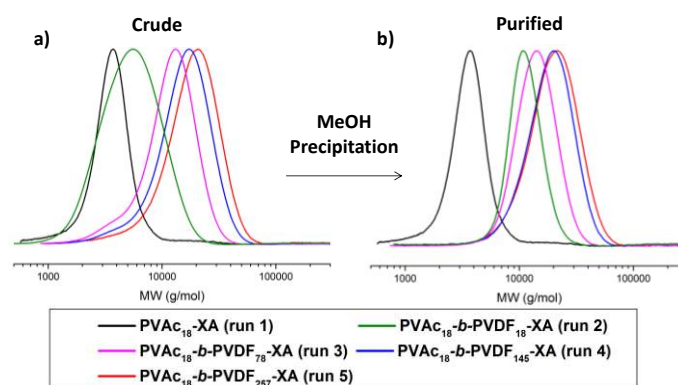 Crude
Purified
a)
b)
MeOH
Precipitation
1000 10000 100000
MW (g/mol)
1000 10000 100000
MW (g/mol)
PVAc18-XA (run 1) PVAc18-b-PVDF18-XA (run 2)
PVAc18-b-PVDF78-XA (run 3) PVAc18-b-PVDF145-XA (run 4)
PVAc18-b-PVDF257-XA (run 5)